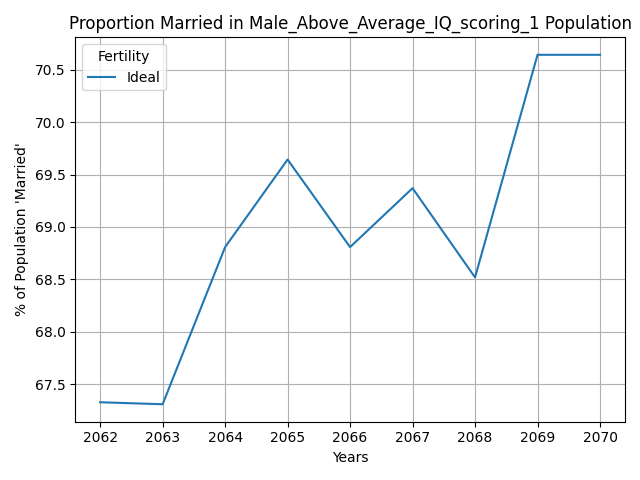 Proportion Married in Male_Above_Average_IQ_scoring_1 Population
Fertility
Ideal
% of Population 'Married'
70.5
70.0
69.5
69.0
68.5
68.0
67.5
2062 2063 2064 2065 2066 2067 2068 2069 2070
Years